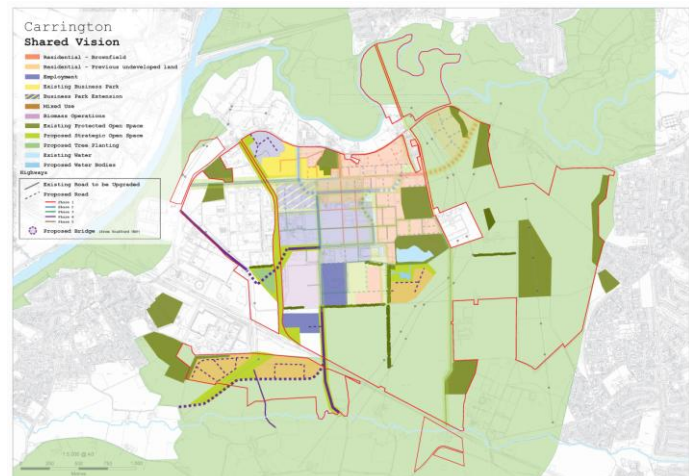 Carrington
Shared Vision
Residential - Brownfield
Residential - Previous undeveloped land
Employment
Existing Business Park
Business Park Extension
Mixed Use
Biomass Operations
Existing Protected Open Space
Proposed Strategic Open Space
Proposed Tree Planting
Existing Water
Proposed Water Bodies
Highways
Existing Road to be Upgraded
Proposed Road
Phase 1
Phase 2
Phase 3
Phase 4
Phase 5
Proposed Bridge